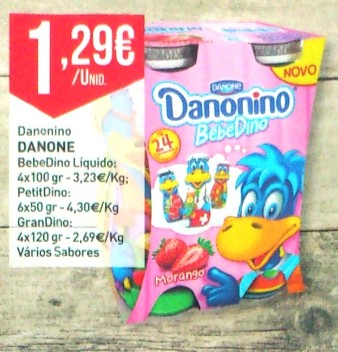 1,29€
/UNID.
Danonino
DANONE
BebeDino Líquido:
4x100 gr - 3,23€/Kg;
PetitDino:
6x50 gr - 4,30€/Kg
GranDino:
4x120 gr - 2,69€/Kg
Vários Sabores
NOVO
DANONE
Danonino
BebeDino
24
Morango